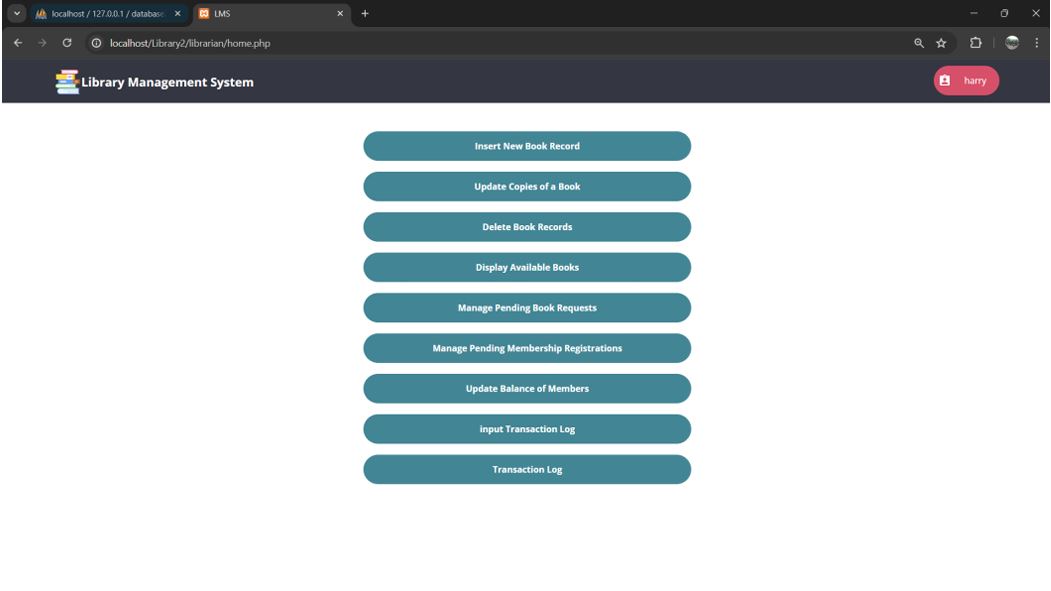 localhost / 127.0.0.1 / database
LMS
localhost/Library2/librarian/home.php
Library Management System
harry
Insert New Book Record
Update Copies of a Book
Delete Book Records
Display Available Books
Manage Pending Book Requests
Manage Pending Membership Registrations
Update Balance of Members
input Transaction Log
Transaction Log